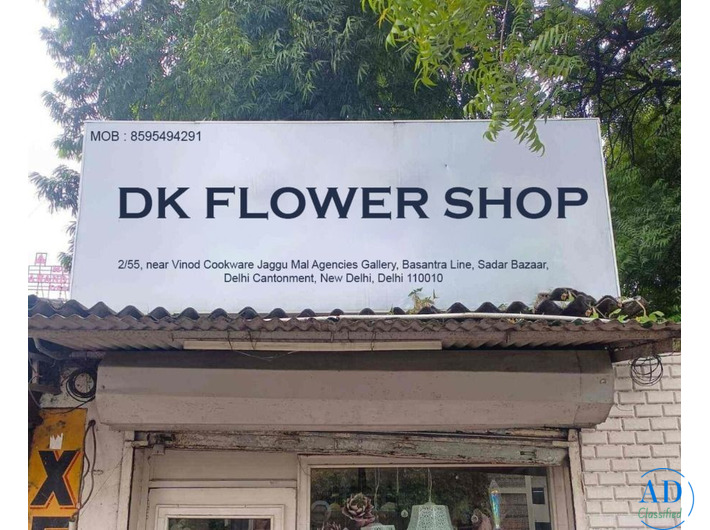 MOB : 8595494291
DK FLOWER SHOP
2/55, near Vinod Cookware Jaggu Mal Agencies Gallery, Basantra Line, Sadar Bazaar,
Delhi Cantonment, New Delhi, Delhi 110010
AD
Classified